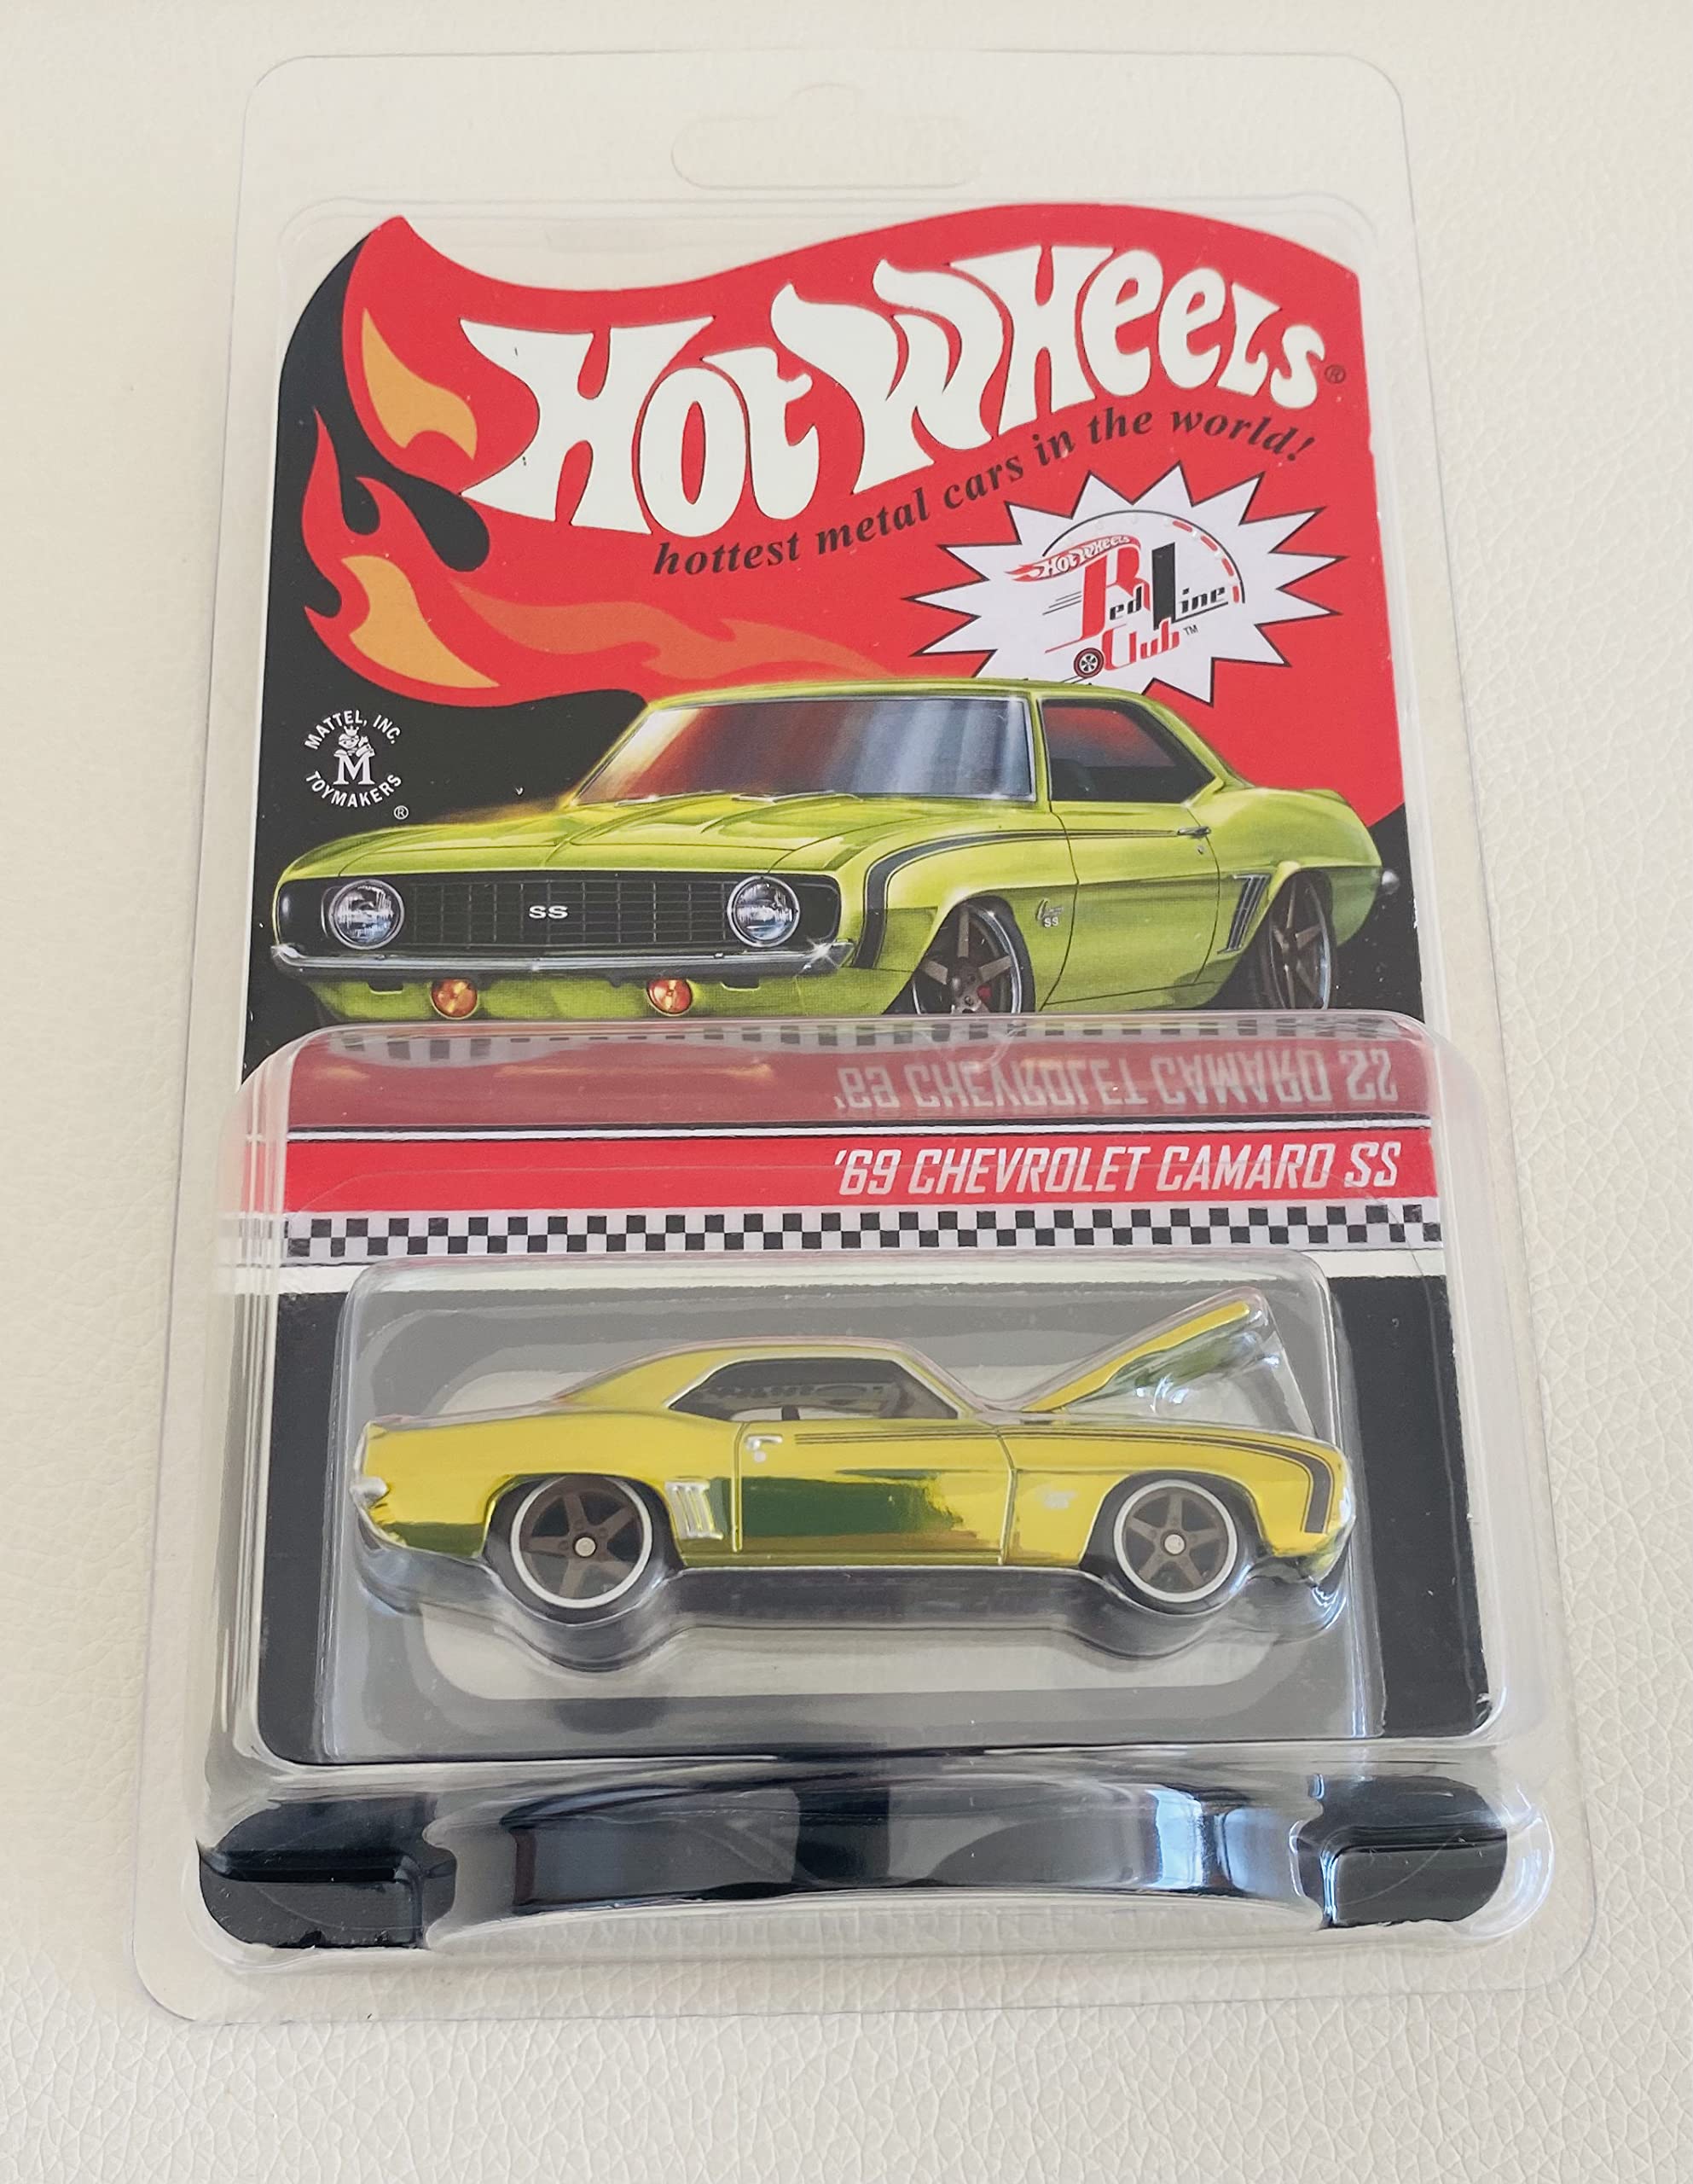 Hot Wheels®
hottest metal cars in the world!
Hot Wheels
Red Line
Club™
MATTEL, INC.
M
TOYMAKERS
®
SS
Camaro
SS
'69 CHEVROLET CAMARO SS
'69 CHEVROLET CAMARO SS